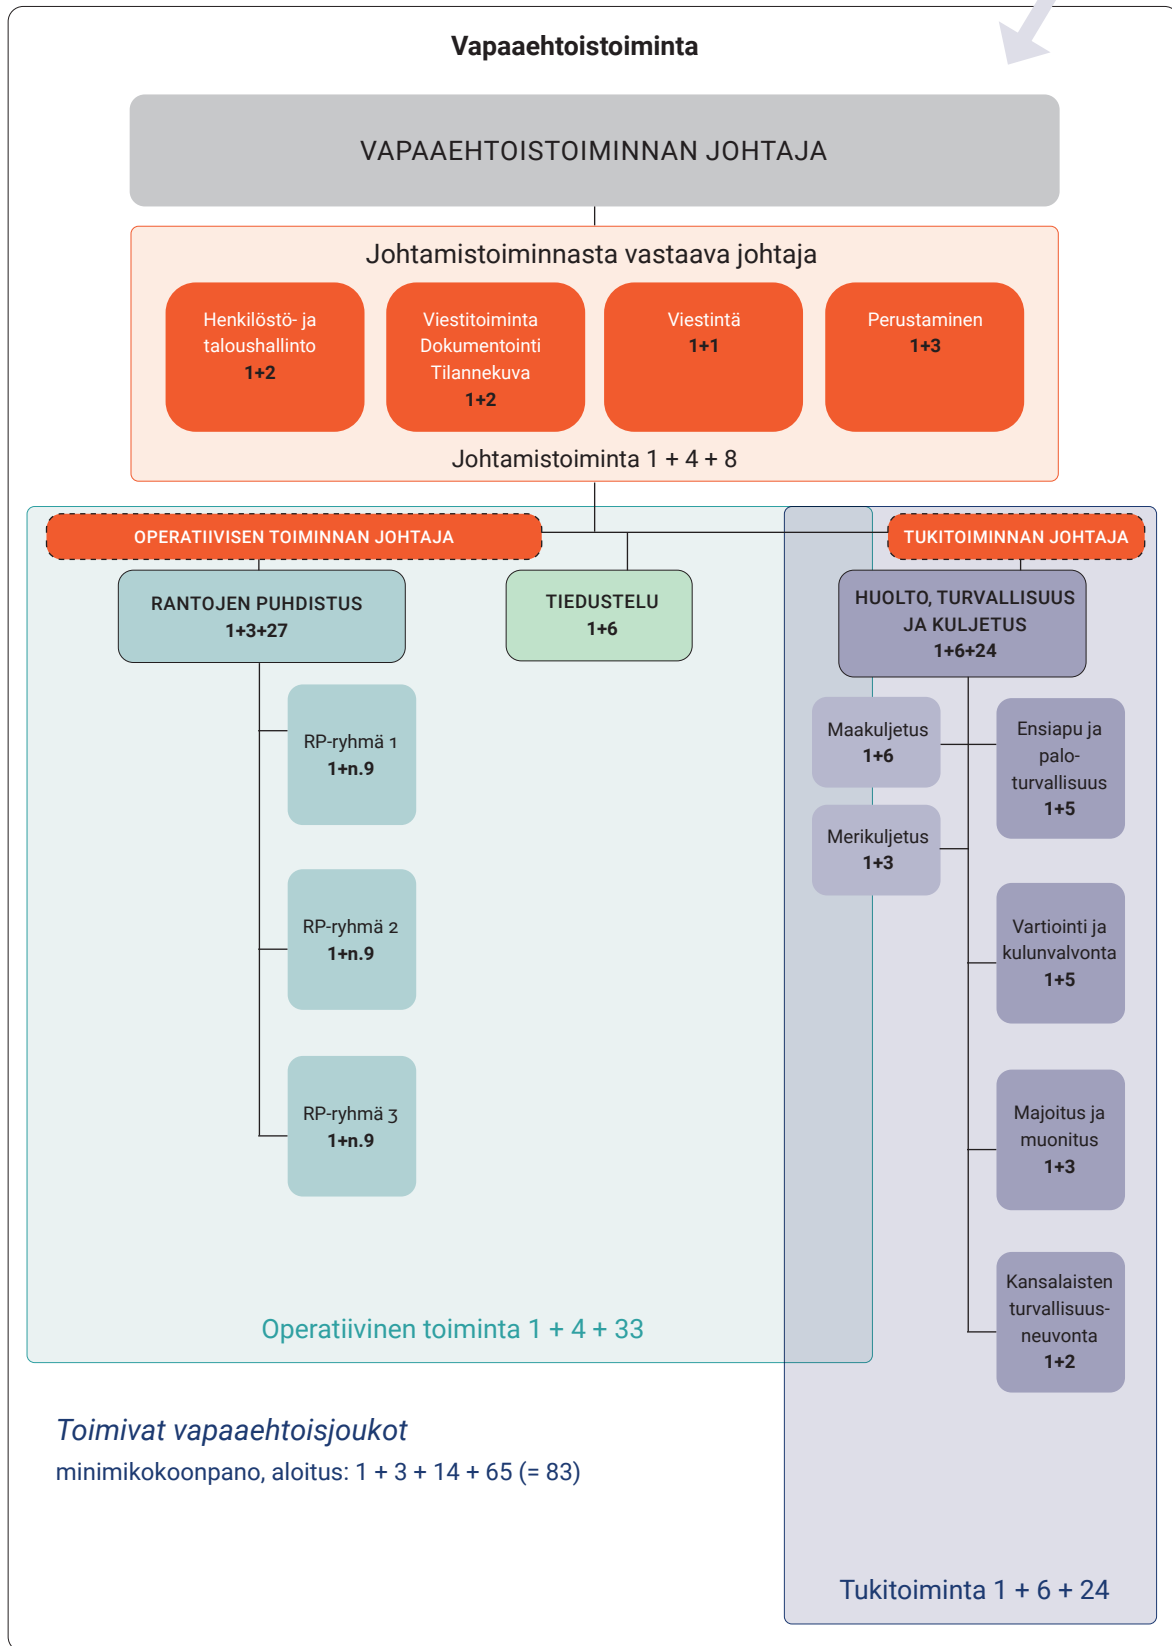 Vapaaehtoistoiminta
VAPAAEHTOISTOIMINNAN JOHTAJA
Johtamistoiminnasta vastaava johtaja
Henkilöstö- ja
taloushallinto
1+2
Viestitoiminta
Dokumentointi
Tilannekuva
1+2
Viestintä
1+1
Perustaminen
1+3
Johtamistoiminta 1 + 4 + 8
OPERATIIVISEN TOIMINNAN JOHTAJA
TUKITOIMINNAN JOHTAJA
RANTOJEN PUHDISTUS
1+3+27
TIEDUSTELU
1+6
HUOLTO, TURVALLISUUS
JA KULJETUS
1+6+24
RP-ryhmä 1
1+n.9
RP-ryhmä 2
1+n.9
RP-ryhmä 3
1+n.9
Maakuljetus
1+6
Merikuljetus
1+3
Ensiapu ja
palo-
turvallisuus
1+5
Vartiointi ja
kulunvalvonta
1+5
Majoitus ja
muonitus
1+3
Kansalaisten
turvallisuus-
neuvonta
1+2
Operatiivinen toiminta 1 + 4 + 33
Toimivat vapaaehtoisjoukot
minimikokoonpano, aloitus: 1 + 3 + 14 + 65 (= 83)
Tukitoiminta 1 + 6 + 24